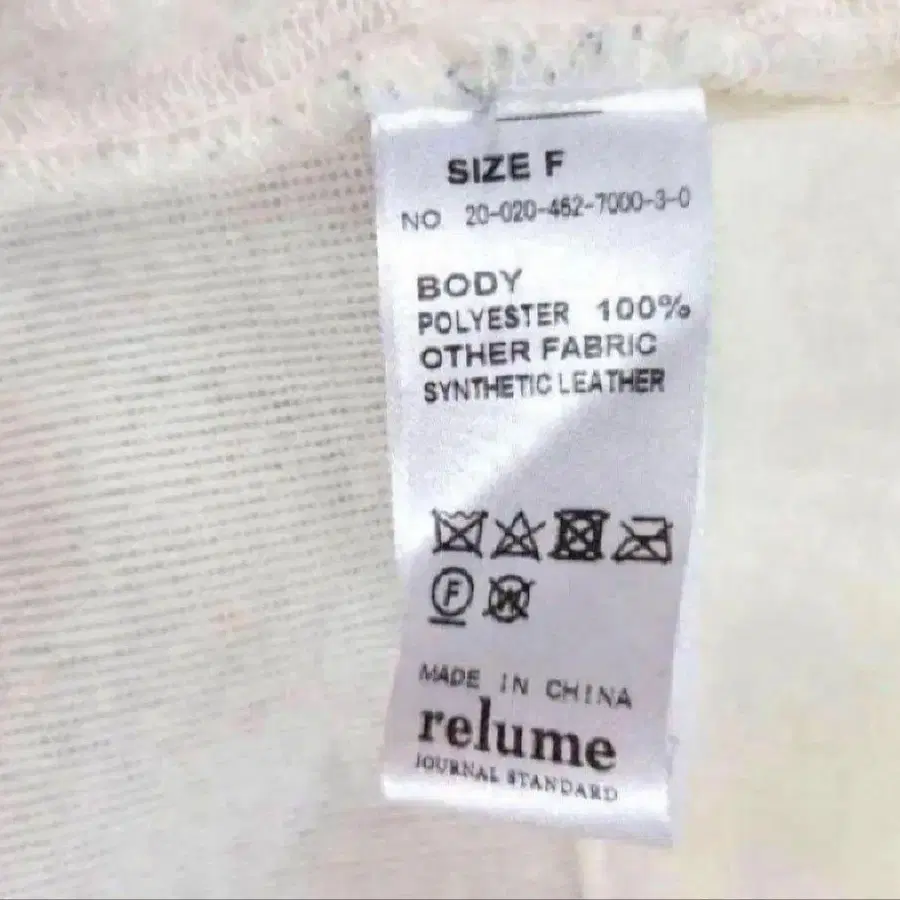 SIZE F
NO 20-020-462-7000-3-0
BODY
POLYESTER 100%
OTHER FABRIC
SYNTHETIC LEATHER
F
W
MADE IN CHINA
relume
JOURNAL STANDARD